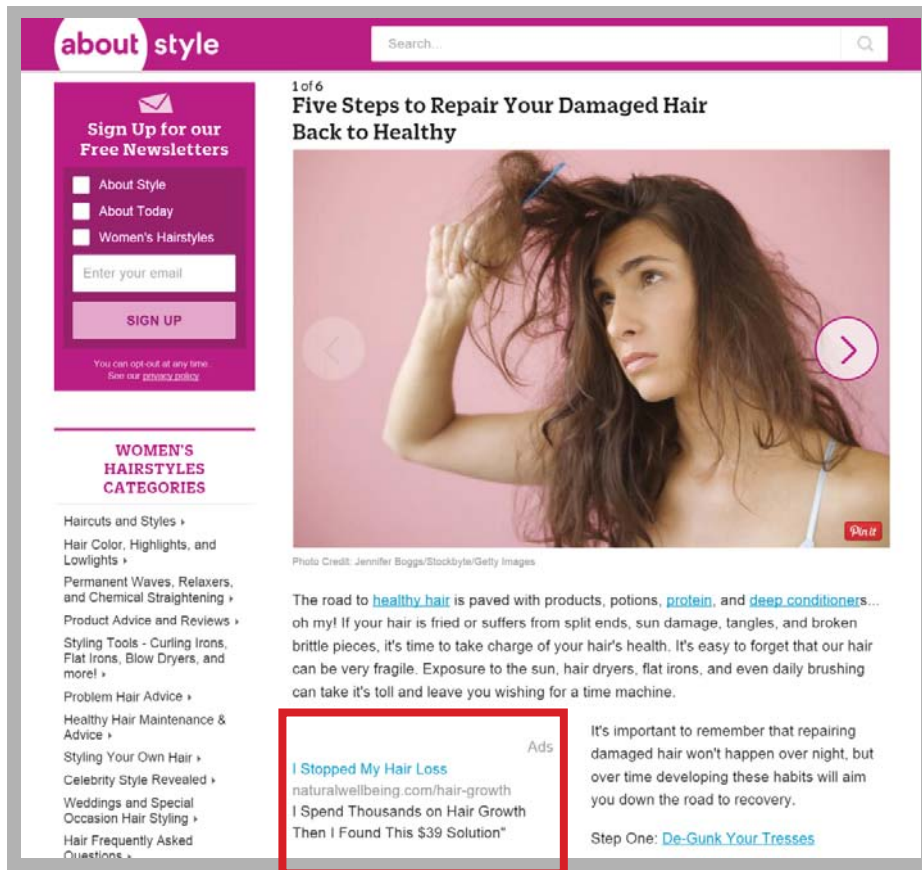 about style
Search...
Sign Up for our
Free Newsletters
About Style
About Today
Women's Hairstyles
Enter your email
SIGN UP
You can opt-out at any time.
See our privacy policy
WOMEN'S
HAIRSTYLES
CATEGORIES
Haircuts and Styles
Hair Color, Highlights, and
Lowlights
Permanent Waves, Relaxers,
and Chemical Straightening
Product Advice and Reviews
Styling Tools - Curling Irons,
Flat Irons, Blow Dryers, and
more!
Problem Hair Advice
Healthy Hair Maintenance &
Advice
Styling Your Own Hair
Celebrity Style Revealed
Weddings and Special
Occasion Hair Styling
Hair Frequently Asked
Questions
1 of 6
Five Steps to Repair Your Damaged Hair
Back to Healthy
Pin it
Photo Credit: Jennifer Boggs/Stockbyte/Getty Images
The road to healthy hair is paved with products, potions, protein, and deep conditioners...
oh my! If your hair is fried or suffers from split ends, sun damage, tangles, and broken
brittle pieces, it's time to take charge of your hair's health. It's easy to forget that our hair
can be very fragile. Exposure to the sun, hair dryers, flat irons, and even daily brushing
can take it's toll and leave you wishing for a time machine.
Ads
I Stopped My Hair Loss
naturalwellbeing.com/hair-growth
I Spend Thousands on Hair Growth
Then I Found This $39 Solution"
It's important to remember that repairing
damaged hair won't happen over night, but
over time developing these habits will aim
you down the road to recovery.
Step One: De-Gunk Your Tresses